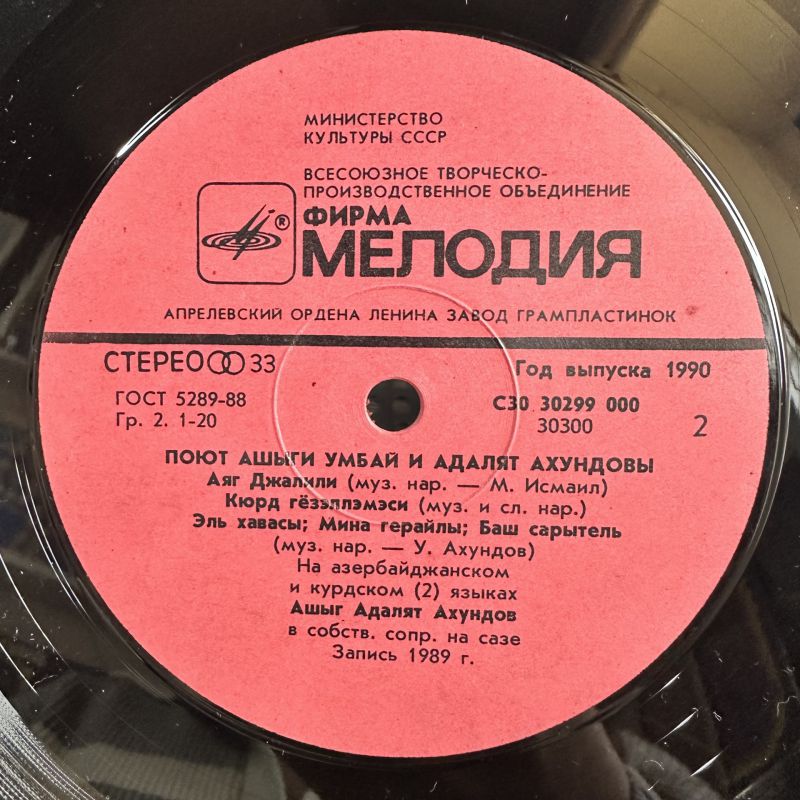 МИНИСТЕРСТВО
КУЛЬТУРЫ СССР
ВСЕСОЮЗНОЕ ТВОРЧЕСКО-
ПРОИЗВОДСТВЕННОЕ ОБЪЕДИНЕНИЕ
ФИРМА
® МЕЛОДИЯ
АПРЕЛЕВСКИЙ ОРДЕНА ЛЕНИНА ЗАВОД ГРАМПЛАСТИНОК
СТЕРЕО 33
Год выпуска 1990
ГОСТ 5289-88
С30 30299 000
Гр. 2. 1-20
30300
2
ПОЮТ АШЫГИ УМБАЙ И АДАЛЯТ АХУНДОВЫ
Аяг Джалили (муз. нар. — М. Исмаил)
Кюрд гёзэллэмэси (муз. и сл. нар.)
Эль хавасы; Мина герайлы; Баш сарытель
(муз. нар. — У. Ахундов)
На азербайджанском
и курдском (2) языках
Ашыг Адалят Ахундов
в собств. сопр. на сазе
Запись 1989 г.